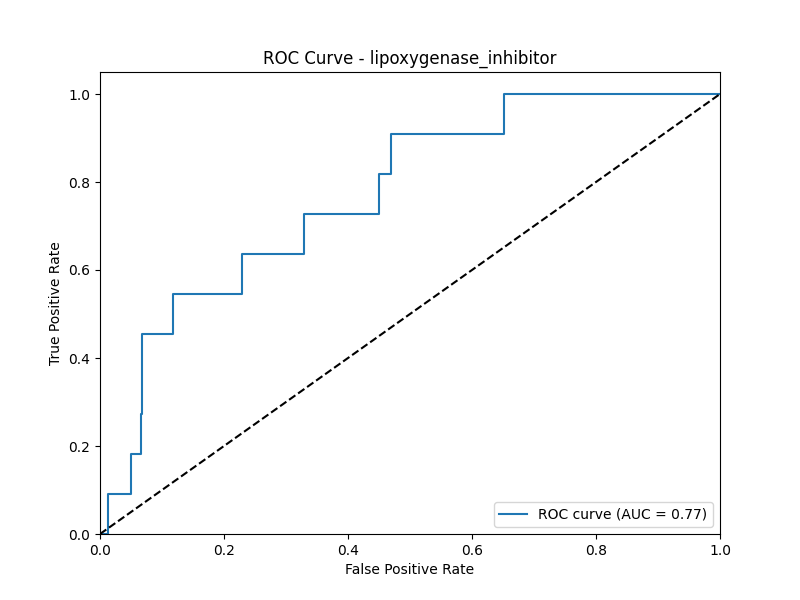 ROC Curve - lipoxygenase_inhibitor
True Positive Rate
1.0
0.8
0.6
0.4
0.2
0.0
0.0 0.2 0.4 0.6 0.8 1.0
False Positive Rate
ROC curve (AUC = 0.77)